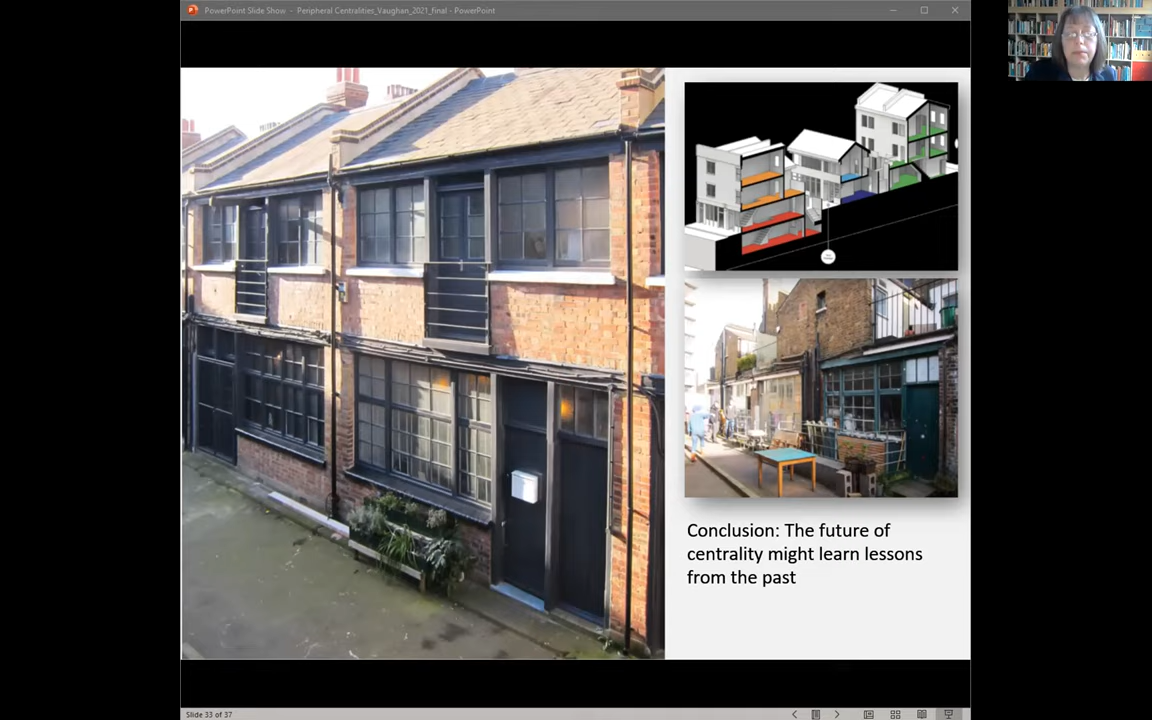 PowerPoint Slide Show - Peripheral Centralities_Vaughan_2021_final - PowerPoint
Conclusion: The future of
centrality might learn lessons
from the past
Slide 33 of 37